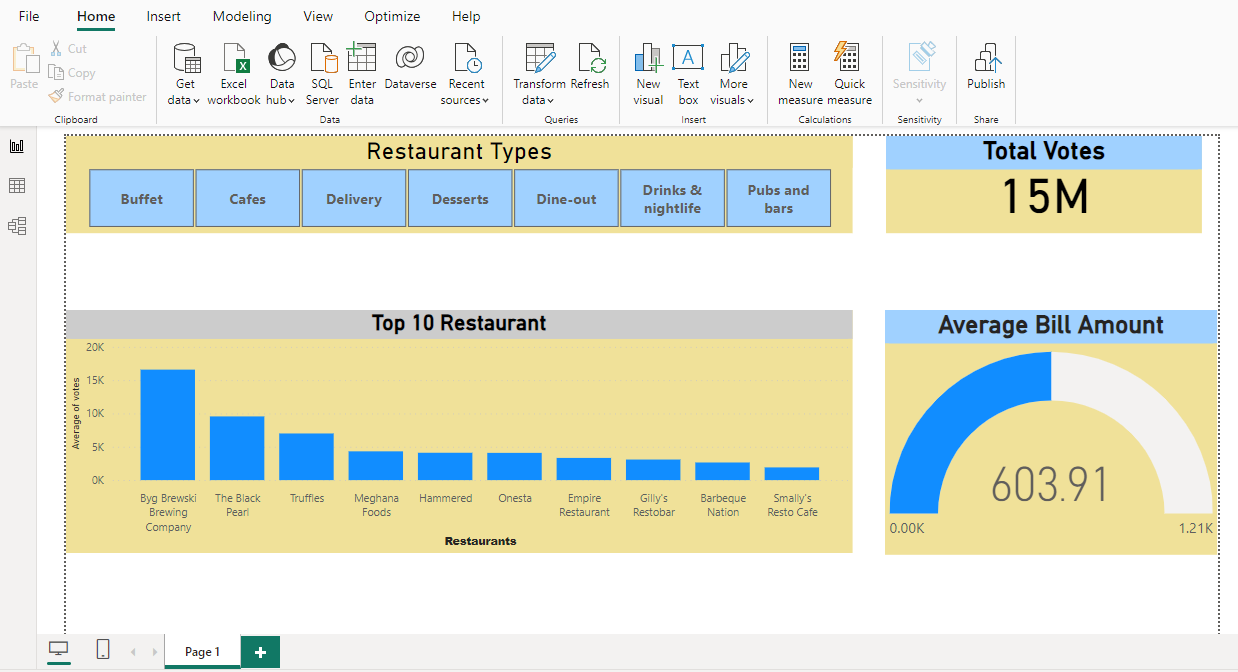 File Home Insert Modeling View Optimize Help
Paste
Cut
Copy
Format painter
Clipboard
Get data
Excel workbook
Data hub
SQL Server
Enter data
Dataverse
Recent sources
Data
Transform data
Refresh
Queries
New visual
Text box
More visuals
Insert
New measure
Quick measure
Calculations
Sensitivity
Sensitivity
Publish
Share
Restaurant Types
Buffet
Cafes
Delivery
Desserts
Dine-out
Drinks &
nightlife
Pubs and
bars
Total Votes
15M
Top 10 Restaurant
Average of votes
20K
15K
10K
5K
0K
Byg Brewski
Brewing
Company
The Black
Pearl
Truffles
Meghana
Foods
Hammered
Onesta
Empire
Restaurant
Gilly's
Restobar
Barbeque
Nation
Smally's
Resto Cafe
Restaurants
Average Bill Amount
603.91
0.00K
1.21K
Page 1